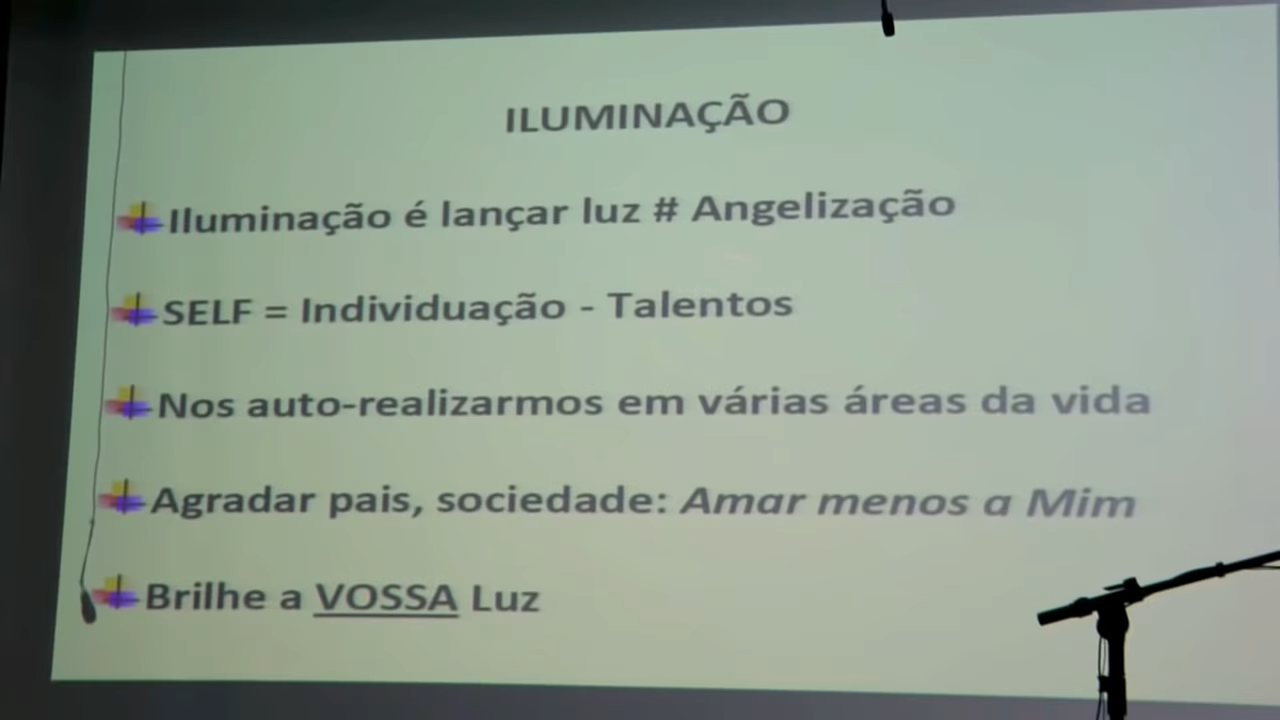 ILUMINAÇÃO
Iluminação é lançar luz # Angelização
SELF = Individuação - Talentos
Nos auto-realizarmos em várias áreas da vida
Agradar pais, sociedade: Amar menos a Mim
Brilhe a VOSSA Luz